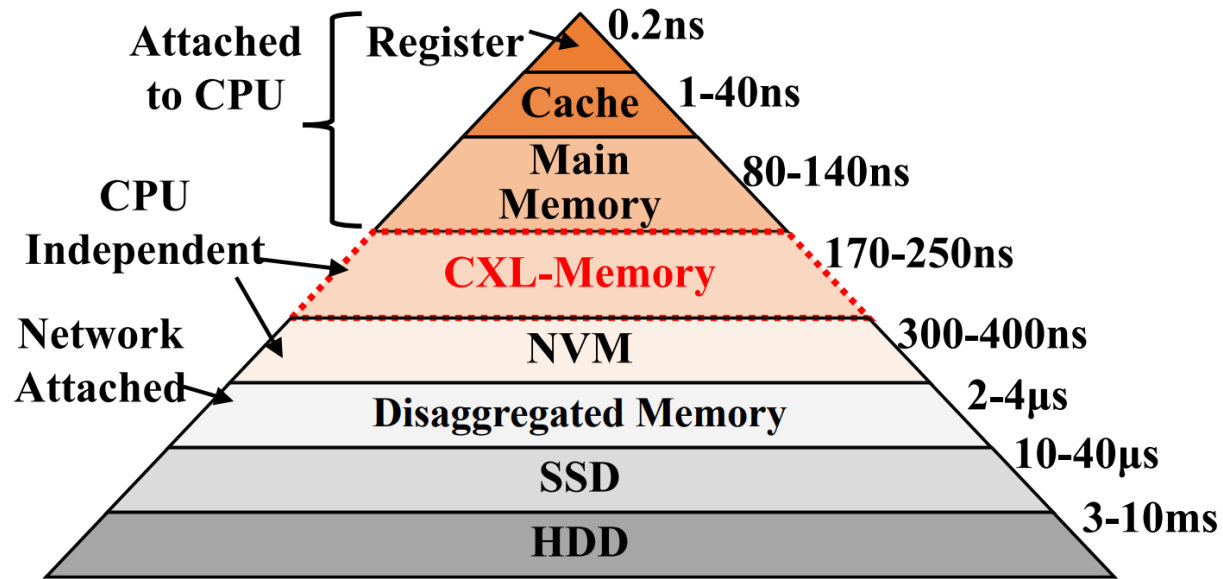 Attached
to CPU
Register
0.2ns
Cache
1-40ns
Main
Memory
80-140ns
CPU
Independent
CXL-Memory
170-250ns
Network
Attached
NVM
300-400ns
Disaggregated Memory
2-4μs
SSD
10-40μs
HDD
3-10ms